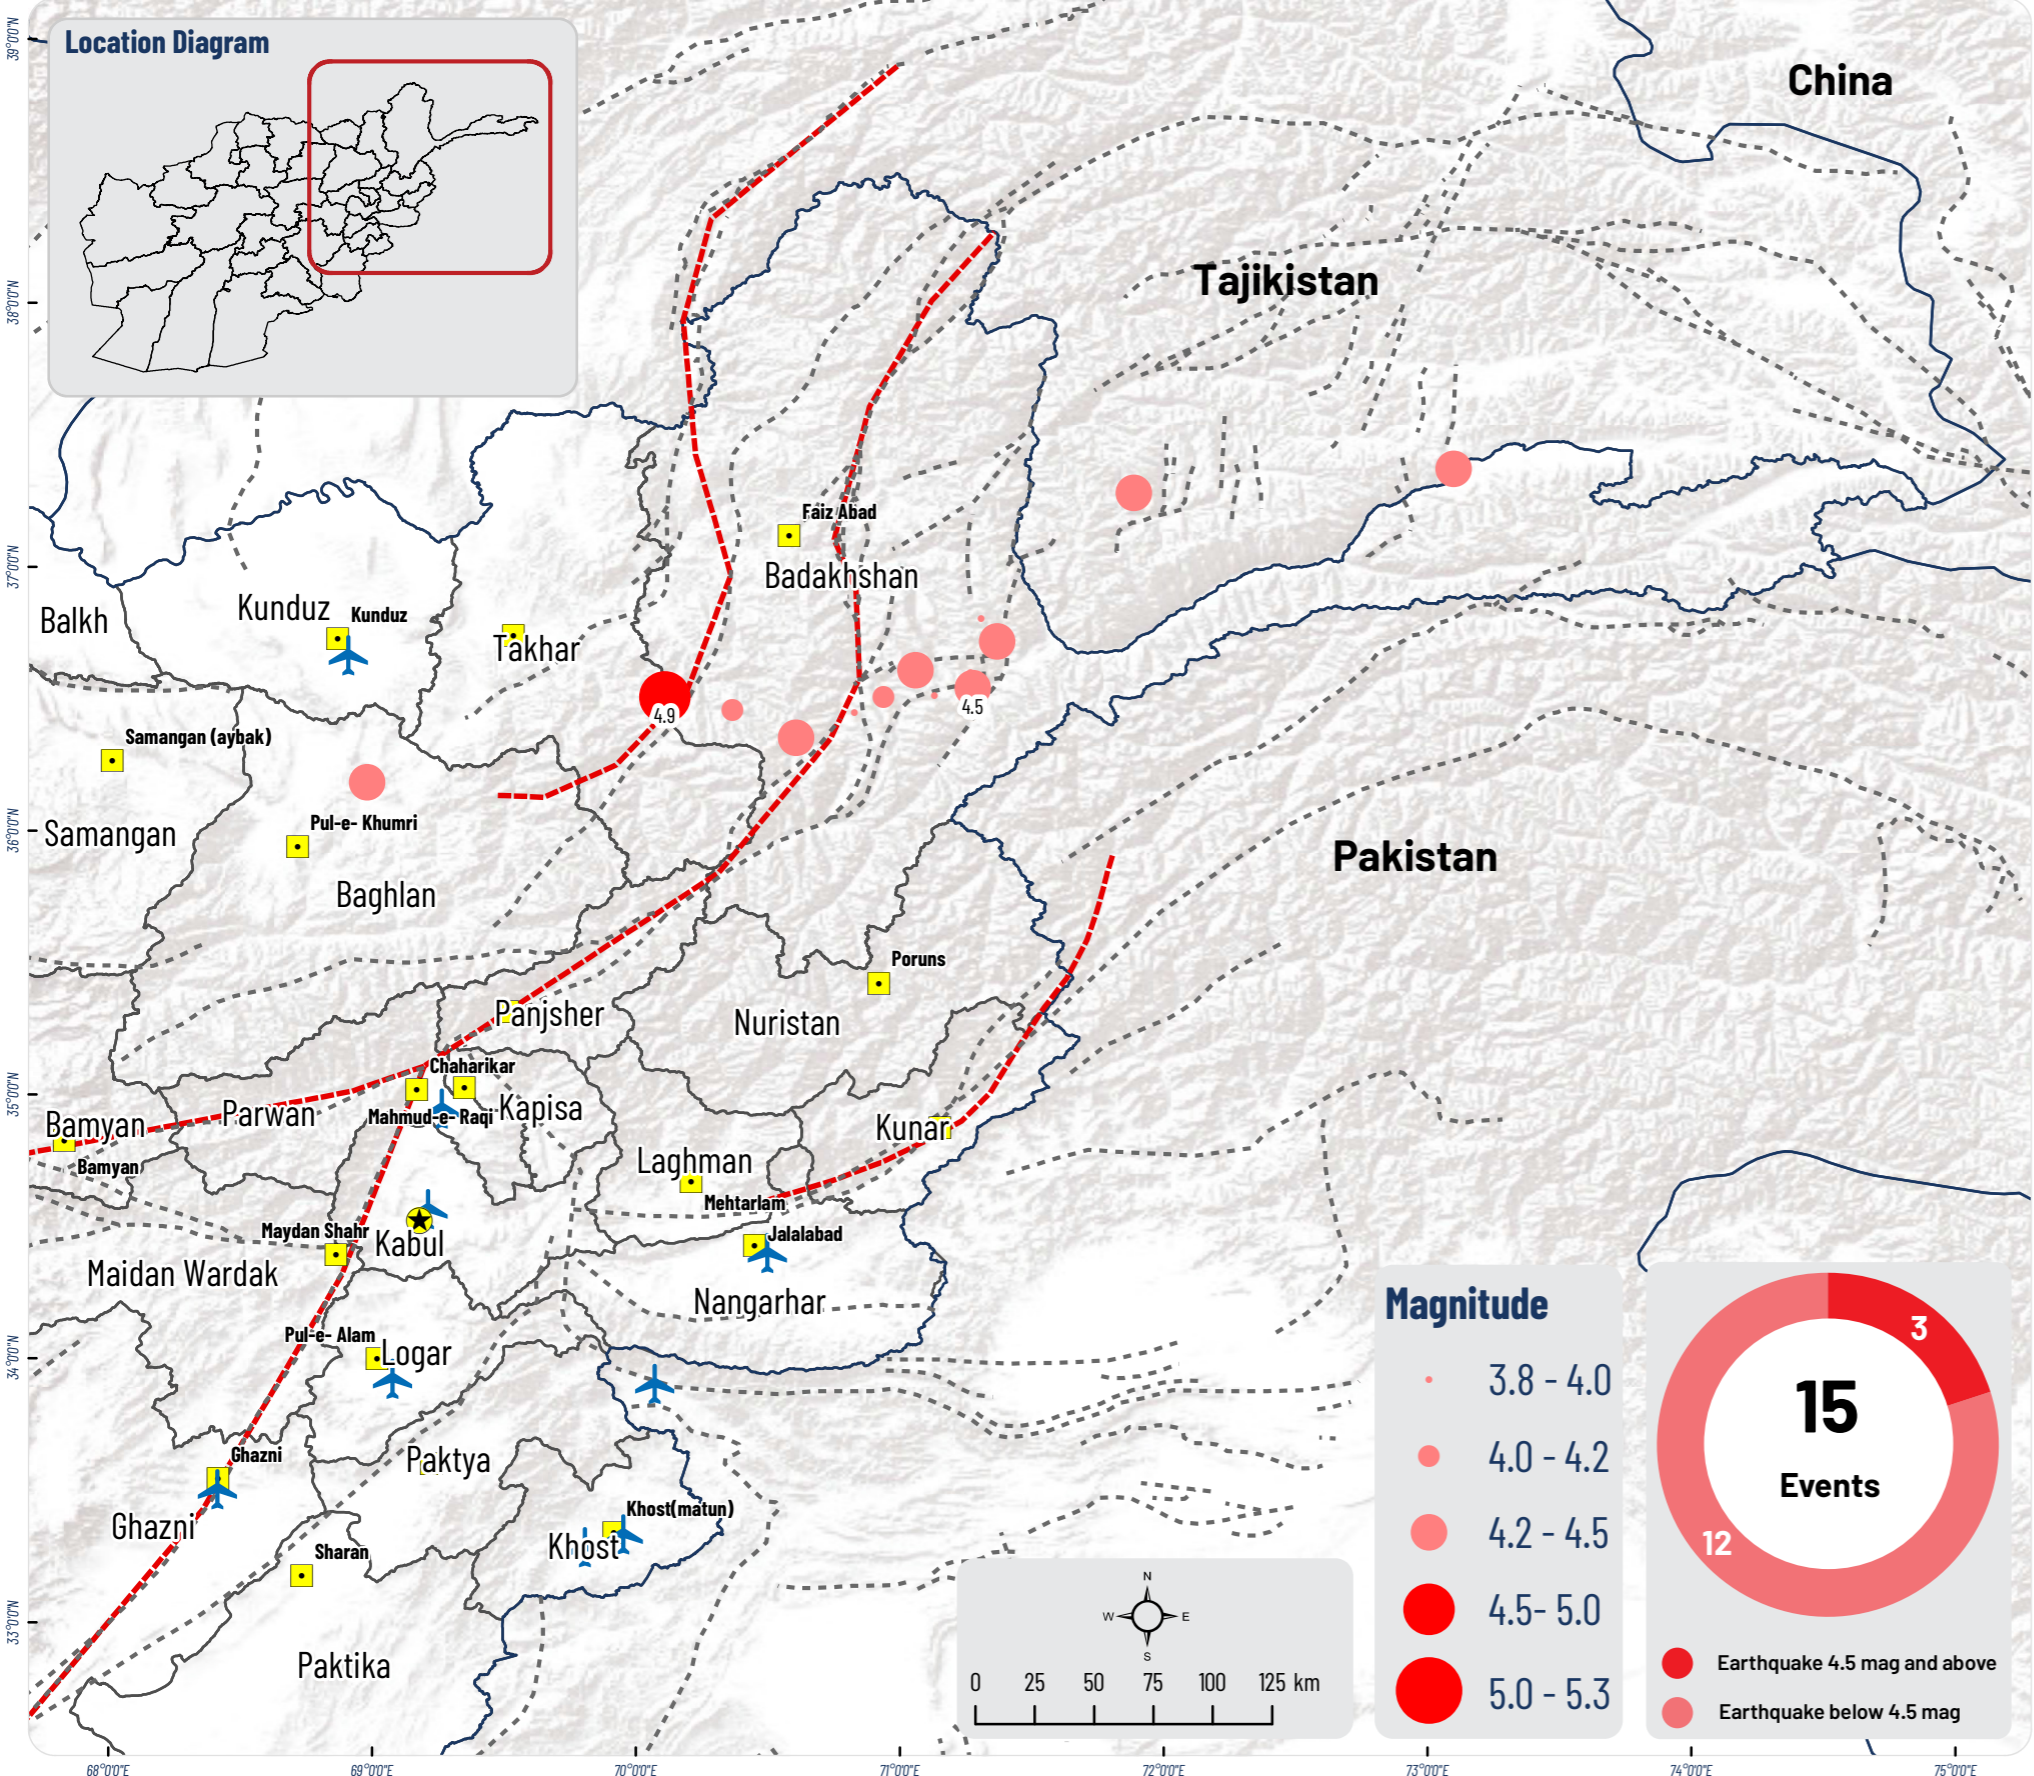 Location Diagram
China
Tajikistan
Pakistan
Faiz Abad
Badakhshan
Kunduz
Kunduz
Balkh
Takhar
4.9
4.5
Samangan (aybak)
Samangan
Pul-e- Khumri
Baghlan
Poruns
Panjsher
Nuristan
Chaharikar
Bamyan
Parwan
Mahmud-e- Raqi
Kapisa
Kunar
Bamyan
Laghman
Mehtarlam
Maydan Shahr
Kabul
Jalalabad
Maidan Wardak
Nangarhar
Pul-e- Alam
Logar
Ghazni
Paktya
Khost(matun)
Ghazni
Khost
Sharan
Paktika
39°0'0"N
38°0'0"N
37°0'0"N
36°0'0"N
35°0'0"N
34°0'0"N
33°0'0"N
68°0'0"E
69°0'0"E
70°0'0"E
71°0'0"E
72°0'0"E
73°0'0"E
74°0'0"E
75°0'0"E
N
W E
S
0 25 50 75 100 125 km
Magnitude
3.8 - 4.0
4.0 - 4.2
4.2 - 4.5
4.5- 5.0
5.0 - 5.3
3
15
Events
12
Earthquake 4.5 mag and above
Earthquake below 4.5 mag